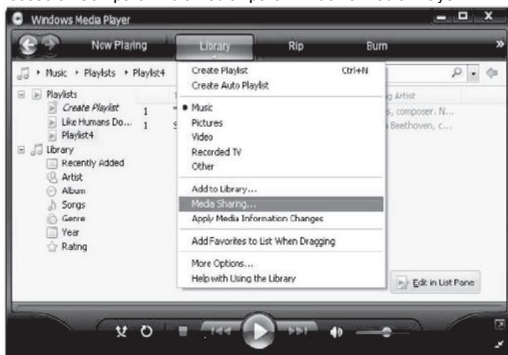 Windows Media Player
Now Playing Library Rip Burn »
Music ▸ Playlists ▸ Playlist4
Playlists
Create Playlist
Like Humans Do...
Playlist4
Library
Recently Added
Artist
Album
Songs
Genre
Year
Rating
1
1
Create Playlist Ctrl+N
Create Auto Playlist
Music
Pictures
Video
Recorded TV
Other
Add to Library...
Media Sharing...
Apply Media Information Changes
Add Favorites to List When Dragging
More Options...
Help with Using the Library
Artist
, composer. N...
Beethoven, c...
Edit in List Pane